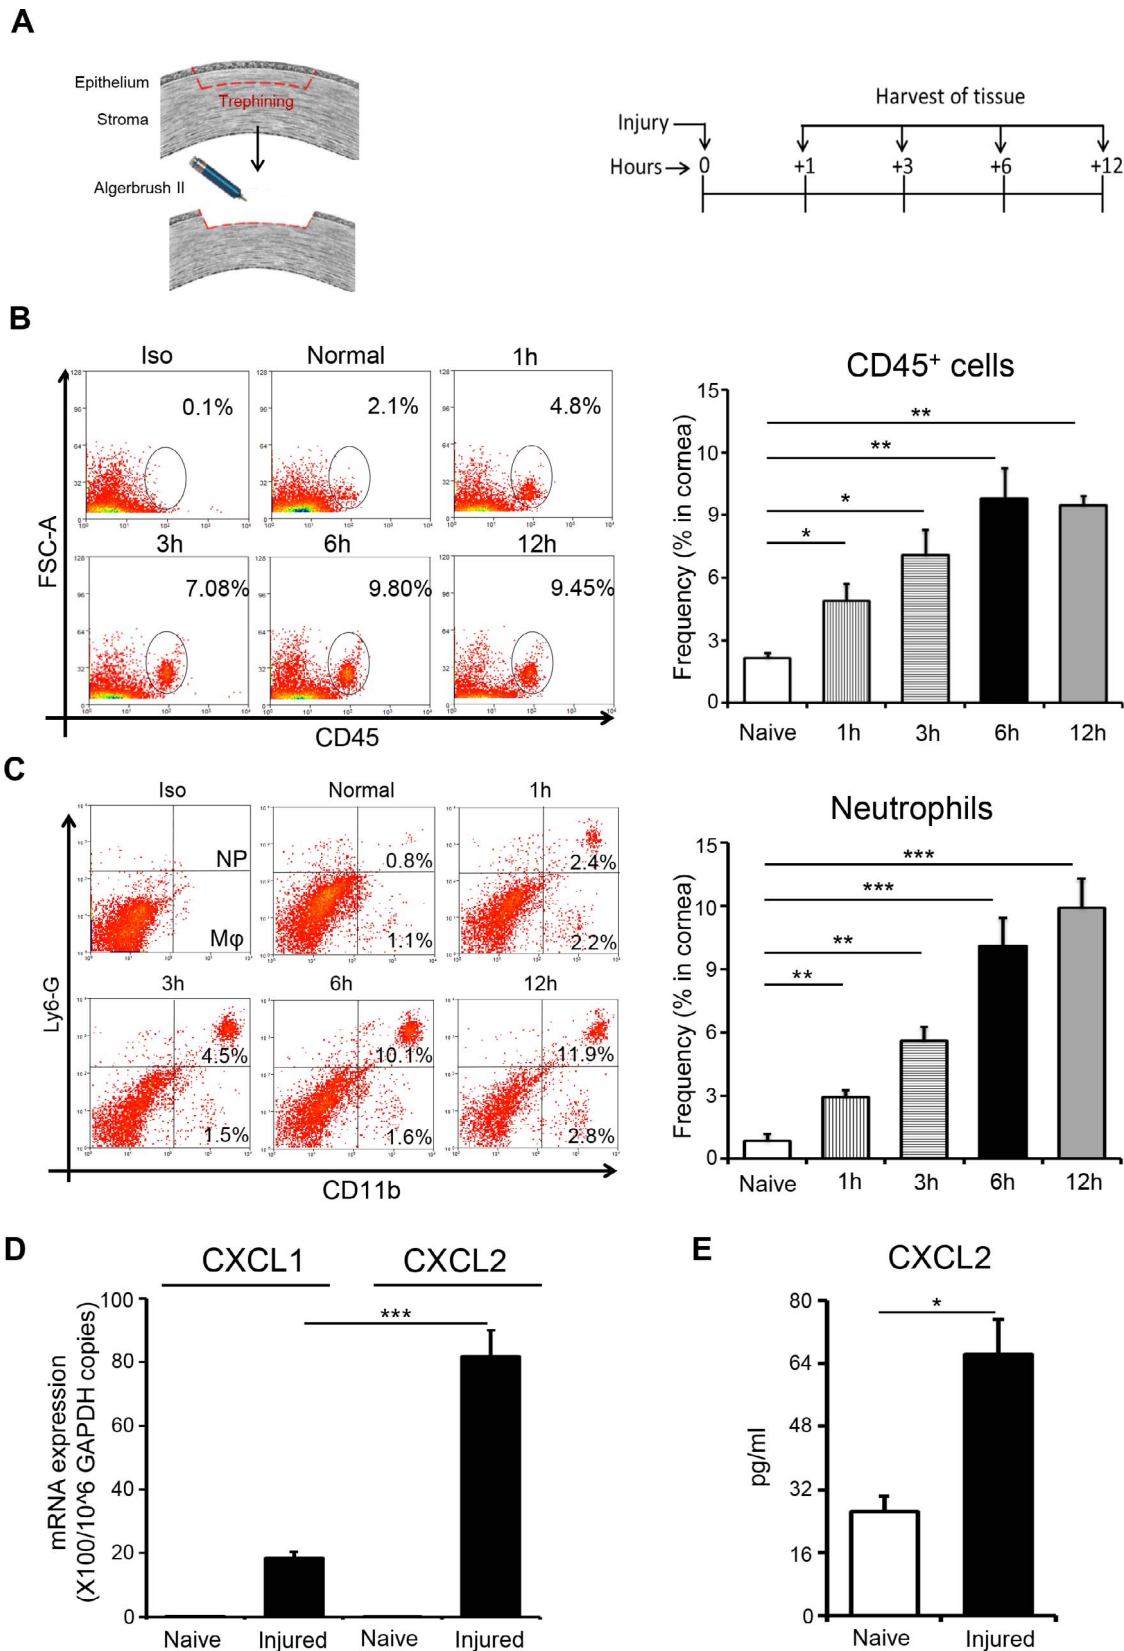 A
Epithelium
Trephining
Stroma
Algerbrush II
Harvest of tissue
Injury
Hours
0
+1
+3
+6
+12
B
Iso
Normal
1h
0.1%
2.1%
4.8%
3h
6h
12h
7.08%
9.80%
9.45%
FSC-A
CD45
CD45+ cells
Frequency (% in cornea)
15
10
9
6
3
0
**
**
*
*
Naive
1h
3h
6h
12h
C
Iso
Normal
1h
NP
0.8%
2.4%
Mφ
1.1%
2.2%
3h
6h
12h
4.5%
10.1%
11.9%
1.5%
1.6%
2.8%
Ly6-G
CD11b
Neutrophils
Frequency (% in cornea)
15
10
9
6
3
0
***
***
**
**
Naive
1h
3h
6h
12h
D
CXCL1
CXCL2
mRNA expression
(X100/10^6 GAPDH copies)
100
80
60
40
20
0
***
Naive
Injured
Naive
Injured
E
CXCL2
pg/ml
80
64
48
32
16
0
*
Naive
Injured